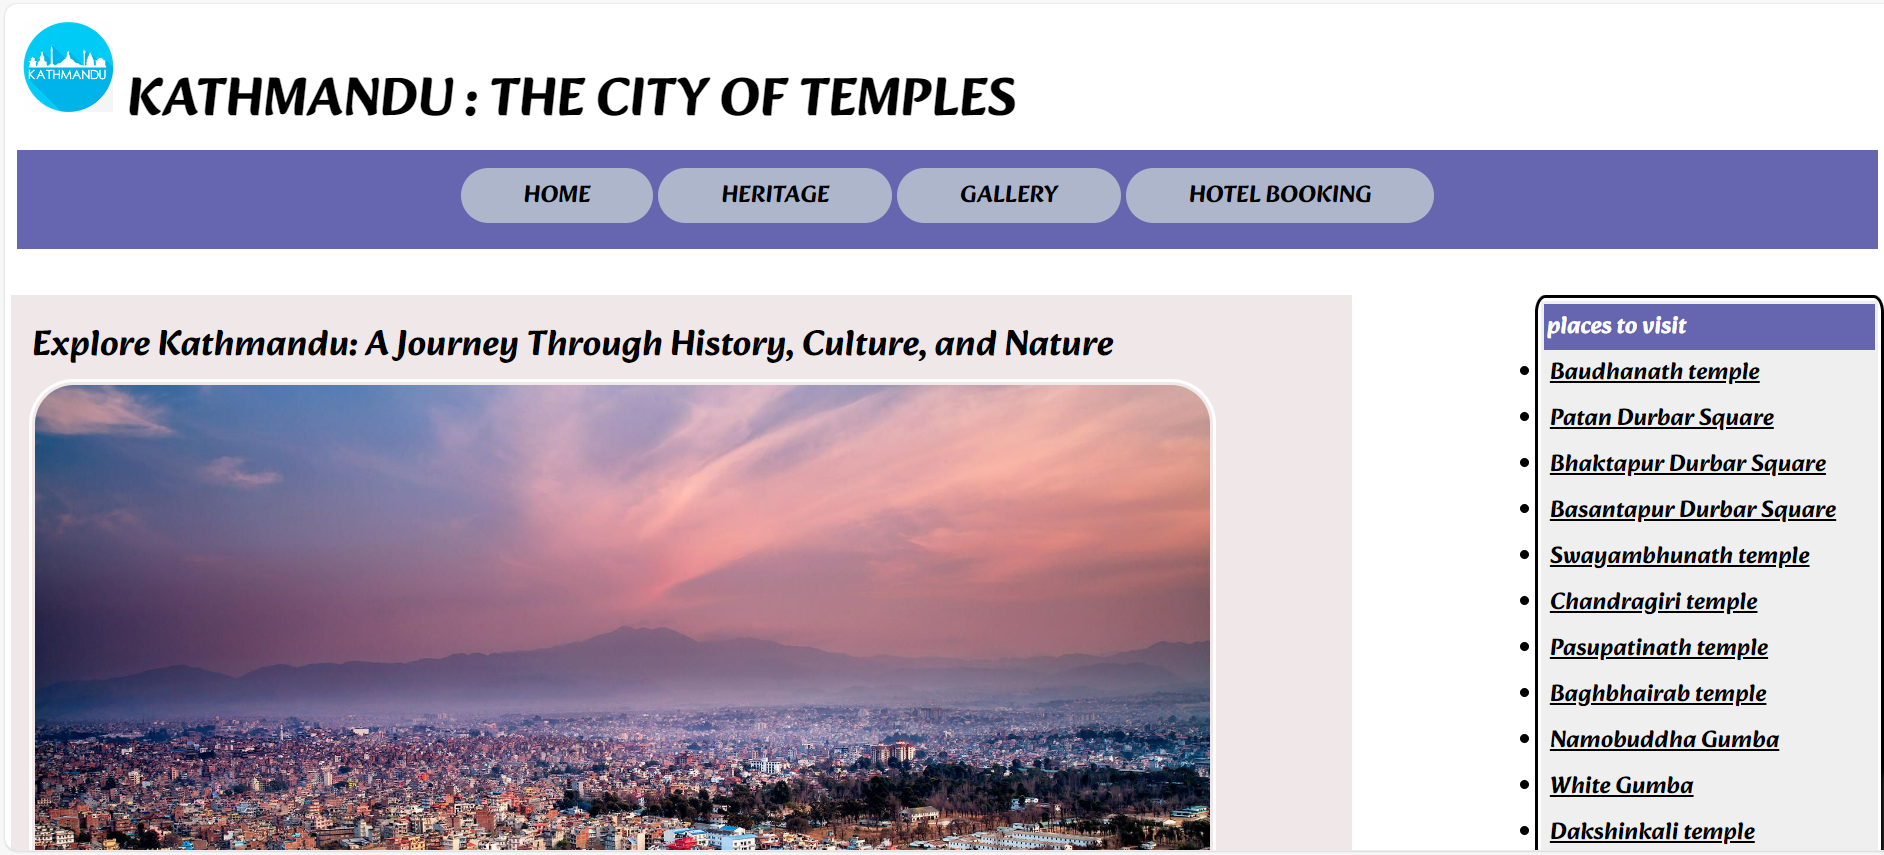 KATHMANDU
KATHMANDU : THE CITY OF TEMPLES
HOME
HERITAGE
GALLERY
HOTEL BOOKING
Explore Kathmandu: A Journey Through History, Culture, and Nature
places to visit
Baudhanath temple
Patan Durbar Square
Bhaktapur Durbar Square
Basantapur Durbar Square
Swayambhunath temple
Chandragiri temple
Pasupatinath temple
Baghbhairab temple
Namobuddha Gumba
White Gumba
Dakshinkali temple